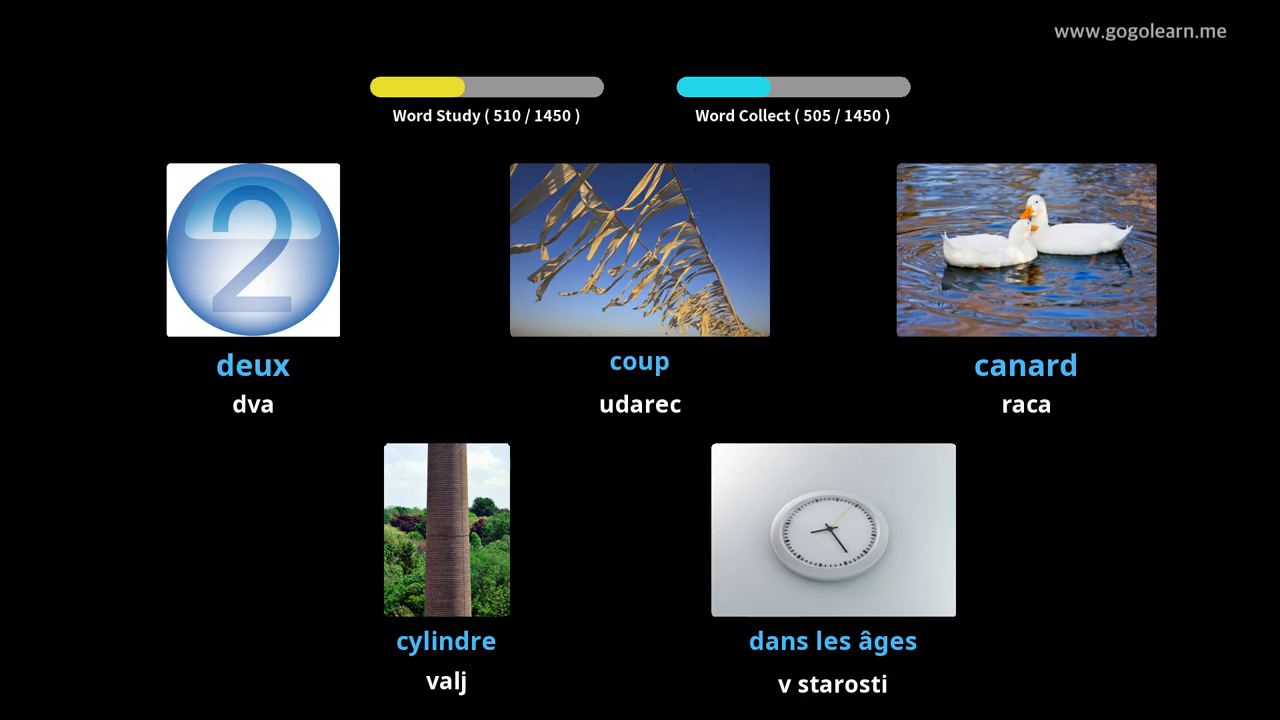 www.gogolearn.me
Word Study ( 510 / 1450 )
Word Collect ( 505 / 1450 )
2
deux
coup
canard
dva
udarec
raca
cylindre
dans les âges
valj
v starosti